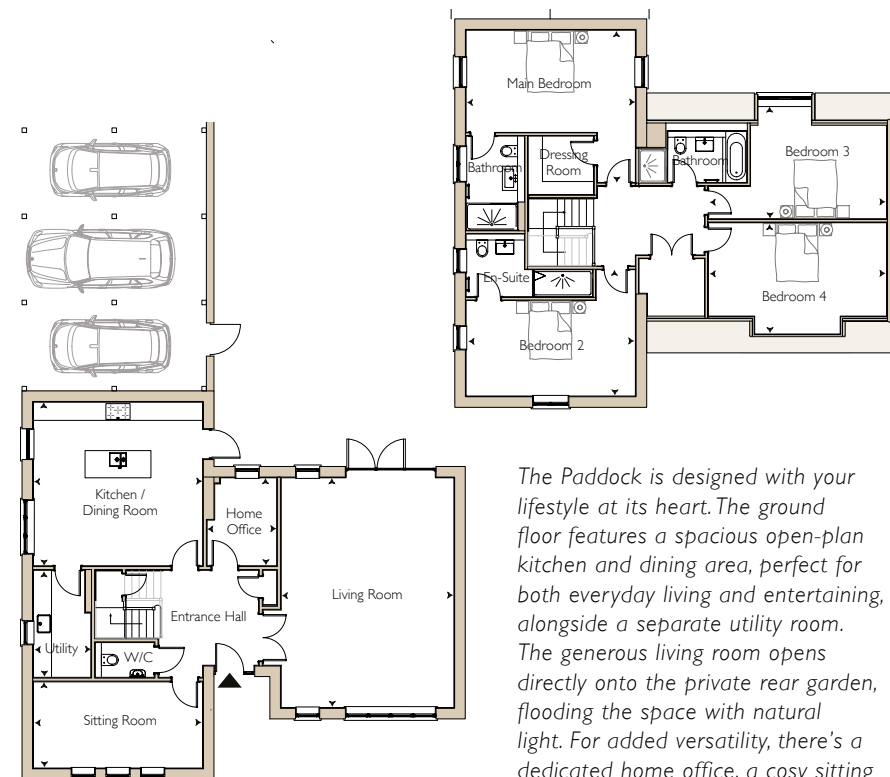 Main Bedroom
Bathroom
Dressing
Room
Bathroom
Bedroom 3
En-Suite
Bedroom 4
Bedroom 2
Kitchen /
Dining Room
Home
Office
Living Room
Entrance Hall
Utility
W/C
Sitting Room
The Paddock is designed with your
lifestyle at its heart. The ground
floor features a spacious open-plan
kitchen and dining area, perfect for
both everyday living and entertaining,
alongside a separate utility room.
The generous living room opens
directly onto the private rear garden,
flooding the space with natural
light. For added versatility, there's a
dedicated home office, a cosy sitting